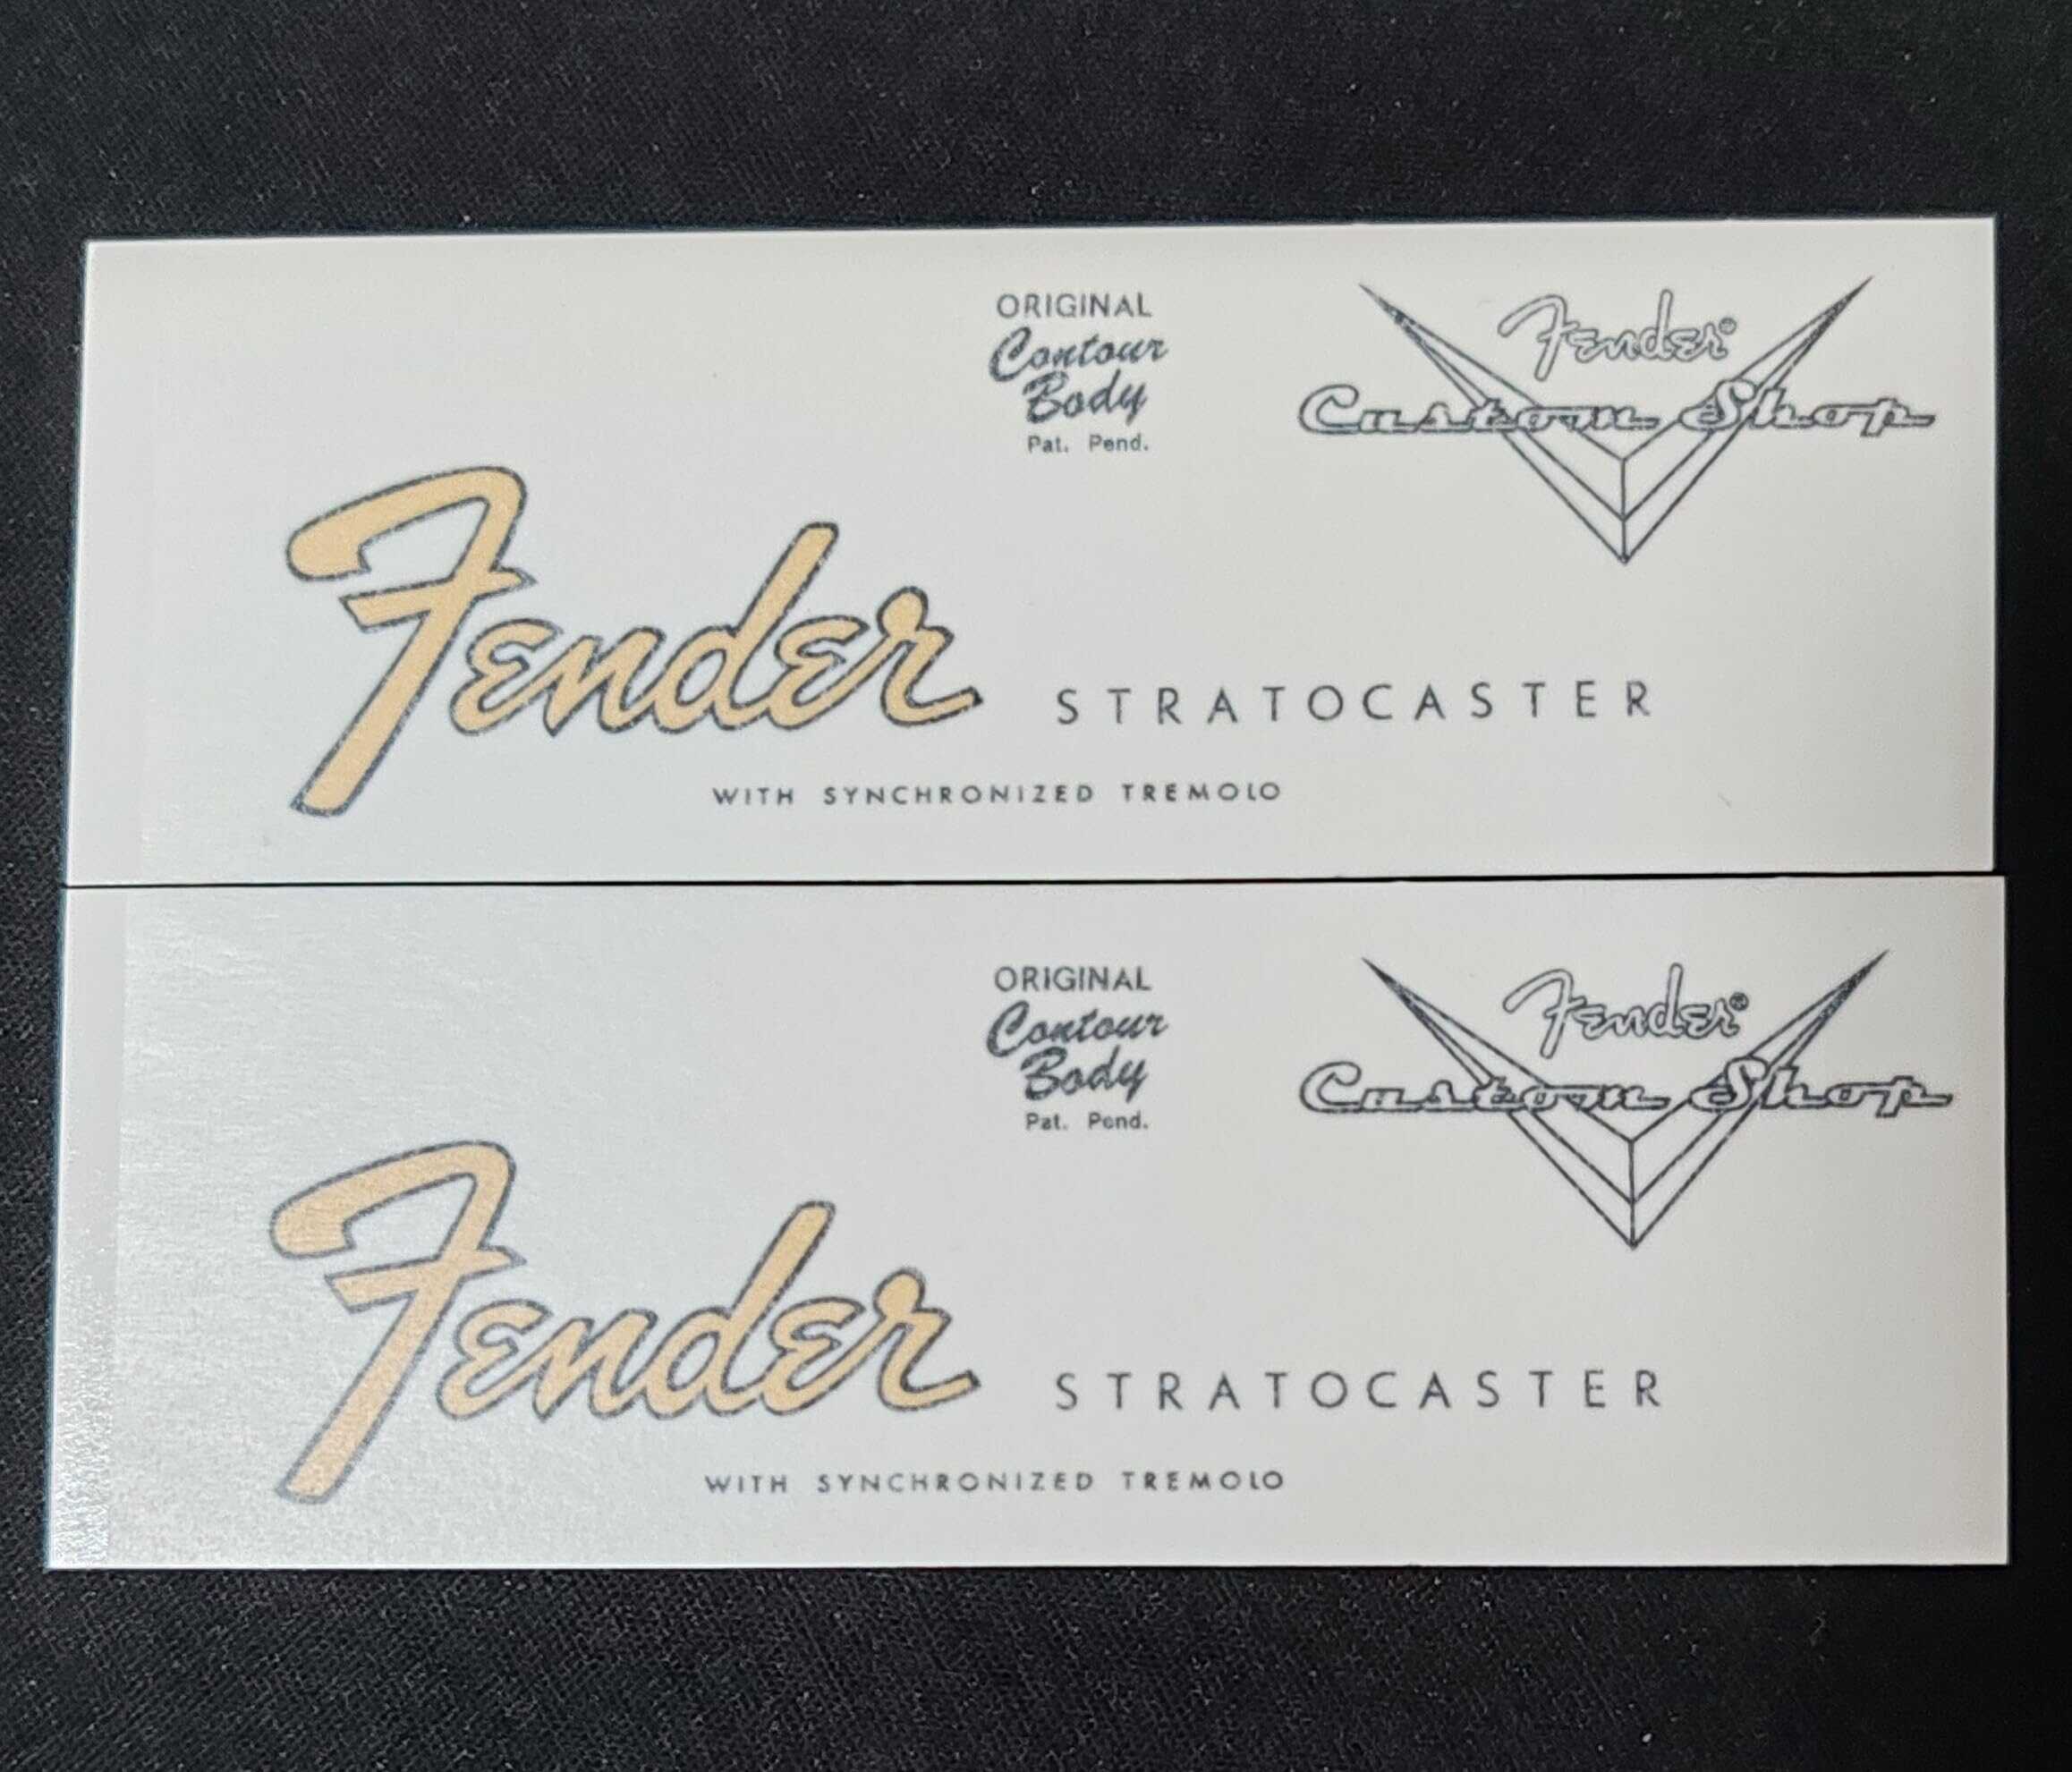 ORIGINAL
Contour
Body
Pat. Pend.
Fender®
Custom Shop
Fender STRATOCASTER
WITH SYNCHRONIZED TREMOLO
ORIGINAL
Contour
Body
Pat. Pend.
Fender®
Custom Shop
Fender STRATOCASTER
WITH SYNCHRONIZED TREMOLO